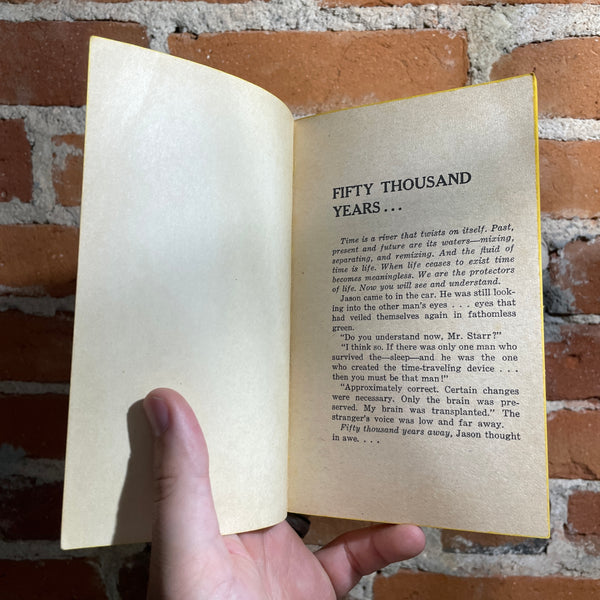 FIFTY THOUSAND
YEARS...
Time is a river that twists on itself. Past,
present and future are its waters—mixing,
separating, and remizing. And the fluid of
time is life. When life ceases to exist time
becomes meaningless. We are the protectors
of life. Now you will see and understand.
Jason came to in the car. He was still look-
ing into the other man's eyes . . . eyes that
had veiled themselves again in fathomless
green.
"Do you understand now, Mr. Starr?"
"I think so. If there was only one man who
survived the—sleep—and he was the one
who created the time-traveling device . . .
then you must be that man!"
"Approximately correct. Certain changes
were necessary. Only the brain was pre-
served. My brain was transplanted." The
stranger's voice was low and far away.
Fifty thousand years away, Jason thought
in awe. . . .